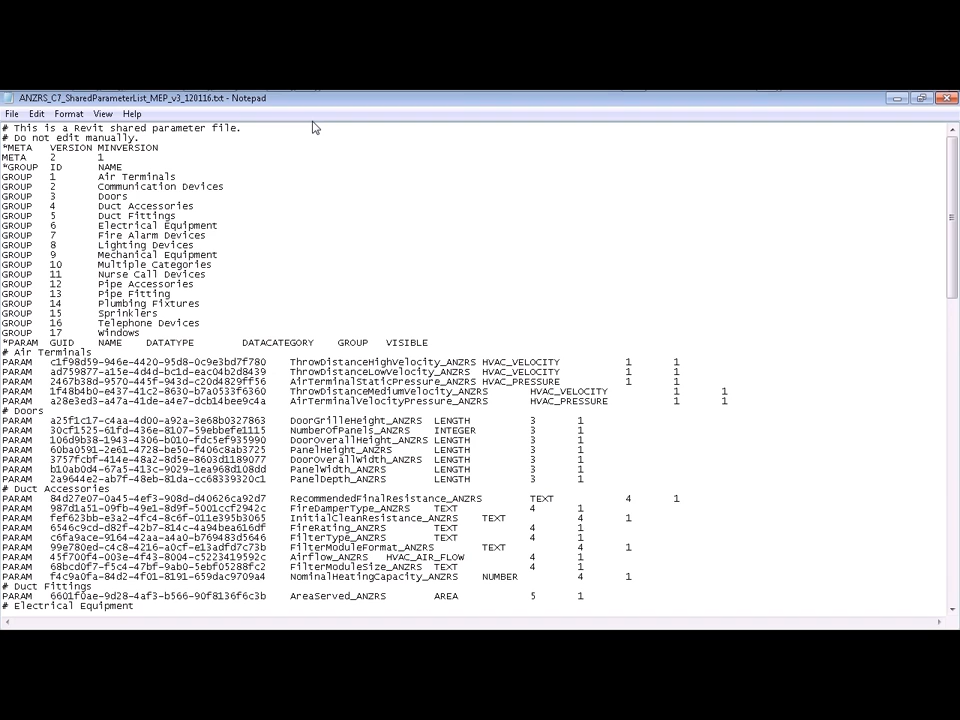 ANZRS_C7_SharedParameterList_MEP_v3_120116.txt - Notepad
File Edit Format View Help
# This is a Revit shared parameter file.
# Do not edit manually.
*META VERSION MINVERSION
META 2 1
*GROUP ID NAME
GROUP 1 Air Terminals
GROUP 2 Communication Devices
GROUP 3 Doors
GROUP 4 Duct Accessories
GROUP 5 Duct Fittings
GROUP 6 Electrical Equipment
GROUP 7 Fire Alarm Devices
GROUP 8 Lighting Devices
GROUP 9 Mechanical Equipment
GROUP 10 Multiple Categories
GROUP 11 Nurse Call Devices
GROUP 12 Pipe Accessories
GROUP 13 Pipe Fitting
GROUP 14 Plumbing Fixtures
GROUP 15 Sprinklers
GROUP 16 Telephone Devices
GROUP 17 Windows
*PARAM GUID NAME DATATYPE DATACATEGORY GROUP VISIBLE
# Air Terminals
PARAM c1f98d59-946e-4420-95d8-0c9e3bd7f780 ThrowDistanceHighVelocity_ANZRS HVAC_VELOCITY 1 1
PARAM ad759877-a15e-4d4d-bc1d-eac04b2d8439 ThrowDistanceLowVelocity_ANZRS HVAC_VELOCITY 1 1
PARAM 2467b38d-9570-445f-943d-c20d4829ff56 AirTerminalStaticPressure_ANZRS HVAC_PRESSURE 1 1
PARAM 1f48b4b0-e437-41c2-8630-b7a0533f6360 ThrowDistanceMediumVelocity_ANZRS HVAC_VELOCITY 1 1
PARAM a28e3ed3-a47a-41de-a4e7-dcb14bee9c4a AirTerminalVelocityPressure_ANZRS HVAC_PRESSURE 1 1
# Doors
PARAM a25f1c17-c4aa-4d00-a92a-3e68b0327863 DoorGrilleHeight_ANZRS LENGTH 3 1
PARAM 30cf1525-61fd-436e-8107-59ebbefe1115 NumberOfPanels_ANZRS INTEGER 3 1
PARAM 106d9b38-1943-4306-b010-fdc5ef935990 DoorOverallHeight_ANZRS LENGTH 3 1
PARAM 60ba0591-2e61-4728-be50-f406c8ab3725 PanelHeight_ANZRS LENGTH 3 1
PARAM 3757fcbf-414e-48a2-8d5e-8603d1189077 DoorOverallWidth_ANZRS LENGTH 3 1
PARAM b10ab0d4-67a5-413c-9029-1ea968d108dd PanelWidth_ANZRS LENGTH 3 1
PARAM 2a9644e2-ab7f-48eb-81da-cc68339320c1 PanelDepth_ANZRS LENGTH 3 1
# Duct Accessories
PARAM 84d27e07-0a45-4ef3-908d-d40626ca92d7 RecommendedFinalResistance_ANZRS TEXT 4 1
PARAM 987d1a51-09fb-49e1-8d9f-5001ccf2942c FireDamperType_ANZRS TEXT 4 1
PARAM fef623bb-e3a2-4fc4-8c6f-011e395b3065 InitialCleanResistance_ANZRS TEXT 4 1
PARAM 6546c9cd-d82f-42b7-814c-4a94bea616df FireRating_ANZRS TEXT 4 1
PARAM c6fa9ace-9164-42aa-a4a0-b769483d5646 FilterType_ANZRS TEXT 4 1
PARAM 99e780ed-c4c8-4216-a0cf-e13adfd7c73b FilterModuleFormat_ANZRS TEXT 4 1
PARAM 45f700f4-003e-4f43-8004-c5223419592c Airflow_ANZRS HVAC_AIR_FLOW 4 1
PARAM 68bcd0f7-f5c4-47bf-9ab0-5ebf05288fc2 FilterModuleSize_ANZRS TEXT 4 1
PARAM f4c9a0fa-84d2-4f01-8191-659dac9709a4 NominalHeatingCapacity_ANZRS NUMBER 4 1
# Duct Fittings
PARAM 6601f0ae-9d28-4af3-b566-90f8136f6c3b AreaServed_ANZRS AREA 5 1
# Electrical Equipment